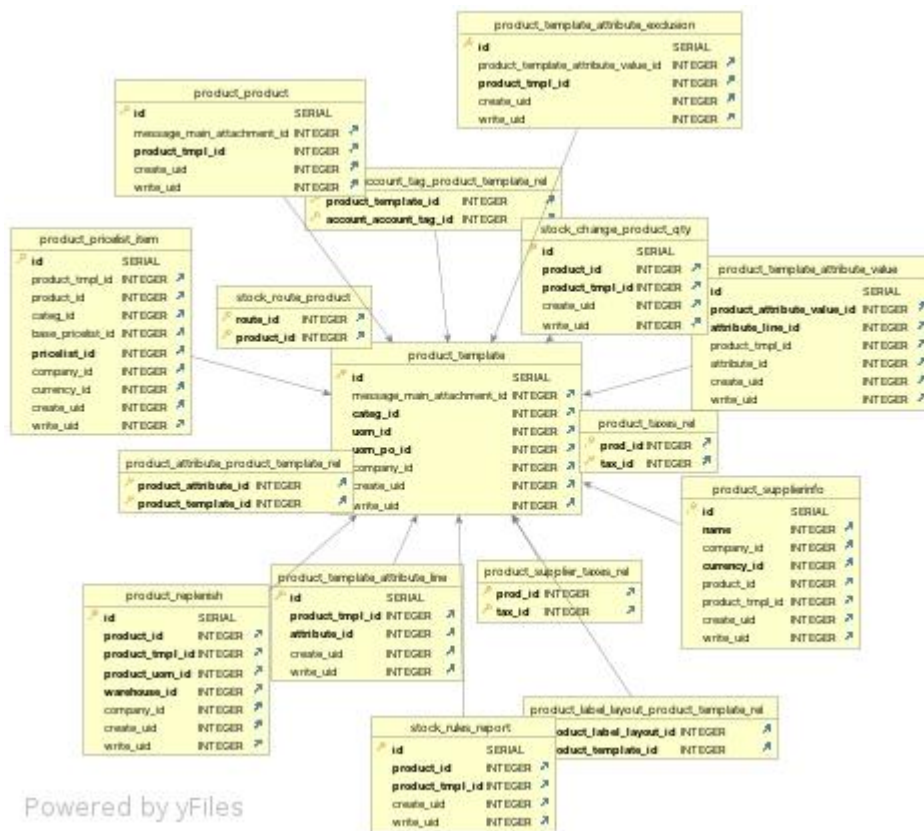 product_template_attribute_exclusion
id SERIAL
product_template_attribute_value_id INTEGER
product_tmpl_id INTEGER
create_uid INTEGER
write_uid INTEGER
product_product
id SERIAL
message_main_attachment_id INTEGER
product_tmpl_id INTEGER
create_uid INTEGER
write_uid INTEGER
account_tag_product_template_rel
product_template_id INTEGER
account_account_tag_id INTEGER
product_pricelist_item
id SERIAL
product_tmpl_id INTEGER
product_id INTEGER
categ_id INTEGER
base_pricelist_id INTEGER
pricelist_id INTEGER
company_id INTEGER
currency_id INTEGER
create_uid INTEGER
write_uid INTEGER
stock_change_product_qty
id SERIAL
product_id INTEGER
product_tmpl_id INTEGER
create_uid INTEGER
write_uid INTEGER
product_template_attribute_value
id SERIAL
product_attribute_value_id INTEGER
attribute_line_id INTEGER
product_tmpl_id INTEGER
attribute_id INTEGER
create_uid INTEGER
write_uid INTEGER
stock_route_product
route_id INTEGER
product_id INTEGER
product_template
id SERIAL
message_main_attachment_id INTEGER
categ_id INTEGER
uom_id INTEGER
uom_po_id INTEGER
company_id INTEGER
create_uid INTEGER
write_uid INTEGER
product_taxes_rel
prod_id INTEGER
tax_id INTEGER
product_attribute_product_template_rel
product_attribute_id INTEGER
product_template_id INTEGER
product_supplierinfo
id SERIAL
name INTEGER
company_id INTEGER
currency_id INTEGER
product_id INTEGER
product_tmpl_id INTEGER
create_uid INTEGER
write_uid INTEGER
product_replenish
id SERIAL
product_id INTEGER
product_tmpl_id INTEGER
product_uom_id INTEGER
warehouse_id INTEGER
company_id INTEGER
create_uid INTEGER
write_uid INTEGER
product_template_attribute_line
id SERIAL
product_tmpl_id INTEGER
attribute_id INTEGER
create_uid INTEGER
write_uid INTEGER
product_supplier_taxes_rel
prod_id INTEGER
tax_id INTEGER
product_label_layout_product_template_rel
oduct_label_layout_id INTEGER
oduct_template_id INTEGER
stock_rules_report
id SERIAL
product_id INTEGER
product_tmpl_id INTEGER
create_uid INTEGER
write_uid INTEGER
Powered by yFiles